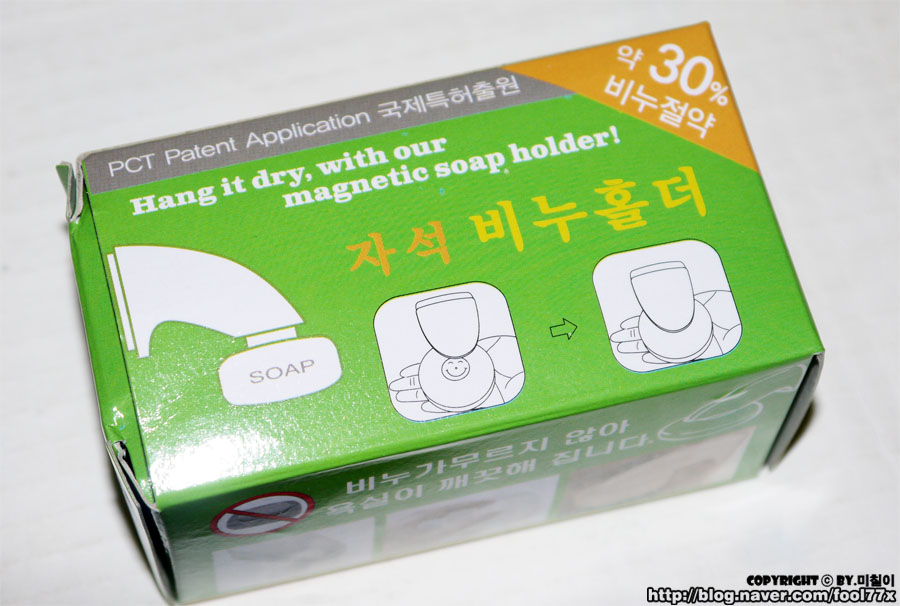 약 30%
비누절약
PCT Patent Application 국제특허출원
Hang it dry, with our
magnetic soap holder!
자석 비누홀더
SOAP
비누가무르지 않아
욕실이 깨끗해 집니다.
COPYRIGHT © BY.미칠이
http://blog.naver.com/fool77x